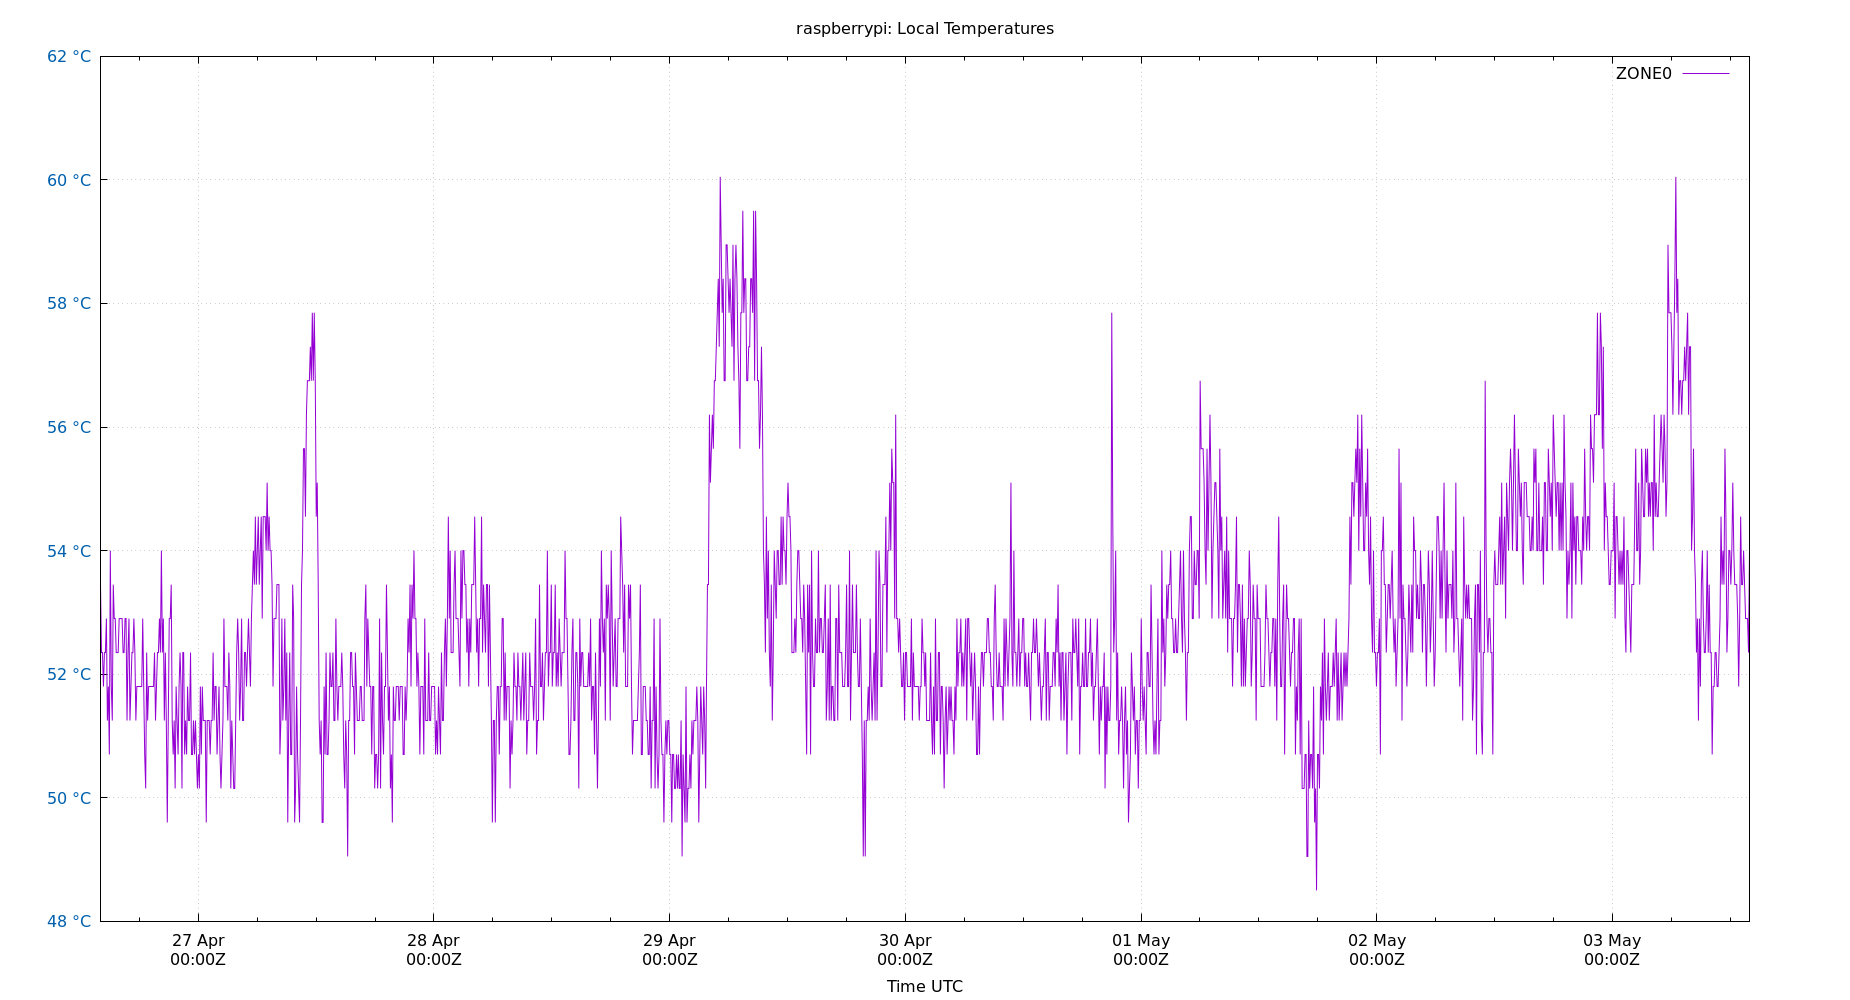 raspberrypi: Local Temperatures
62 °C
ZONE0
60 °C
58 °C
56 °C
54 °C
52 °C
50 °C
48 °C
27 Apr 28 Apr 29 Apr 30 Apr 01 May 02 May 03 May
00:00Z 00:00Z 00:00Z 00:00Z 00:00Z 00:00Z 00:00Z
Time UTC